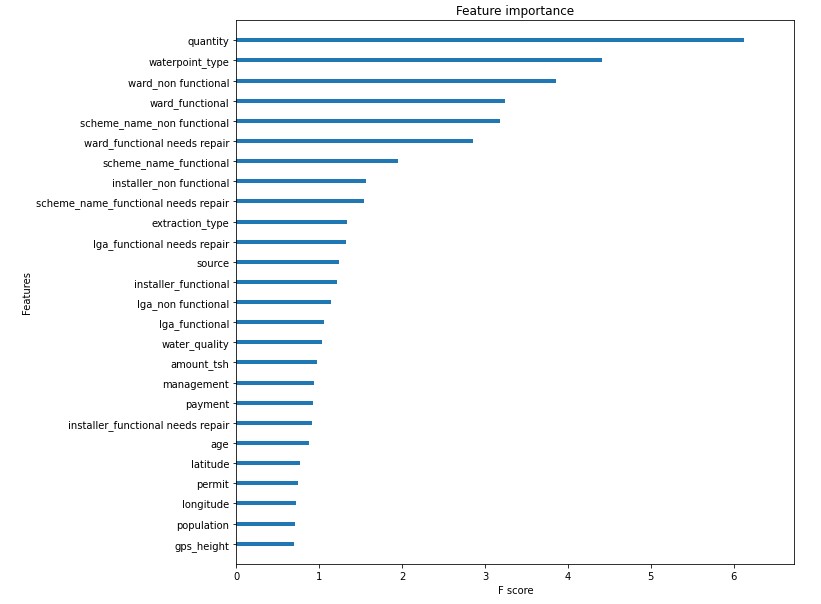 Feature importance
quantity
waterpoint_type
ward_non functional
ward_functional
scheme_name_non functional
ward_functional needs repair
scheme_name_functional
installer_non functional
scheme_name_functional needs repair
extraction_type
lga_functional needs repair
source
installer_functional
lga_non functional
lga_functional
water_quality
amount_tsh
management
payment
installer_functional needs repair
age
latitude
permit
longitude
population
gps_height
Features
0 1 2 3 4 5 6
F score